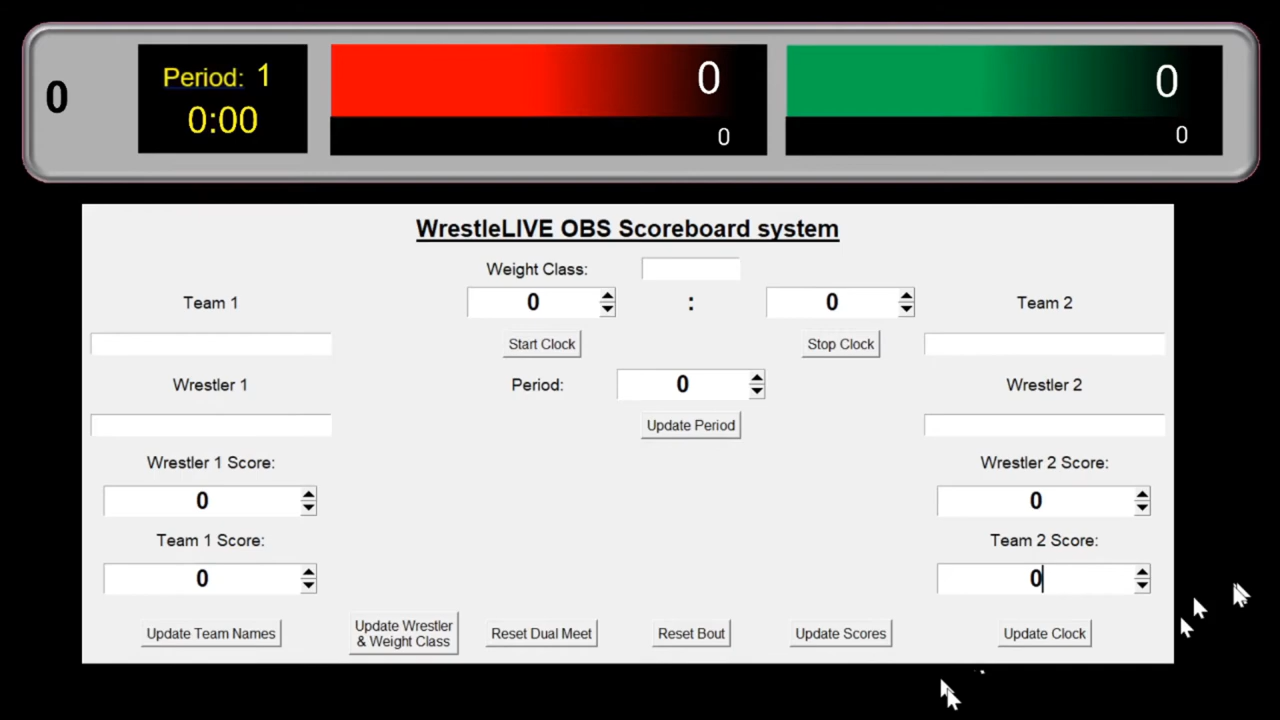 0
Period: 1
0:00
0
0
0
0
WrestleLIVE OBS Scoreboard system
Weight Class:
Team 1
0
:
0
Team 2
Start Clock
Stop Clock
Wrestler 1
Period:
0
Wrestler 2
Update Period
Wrestler 1 Score:
Wrestler 2 Score:
0
0
Team 1 Score:
Team 2 Score:
0
0
Update Team Names
Update Wrestler
& Weight Class
Reset Dual Meet
Reset Bout
Update Scores
Update Clock